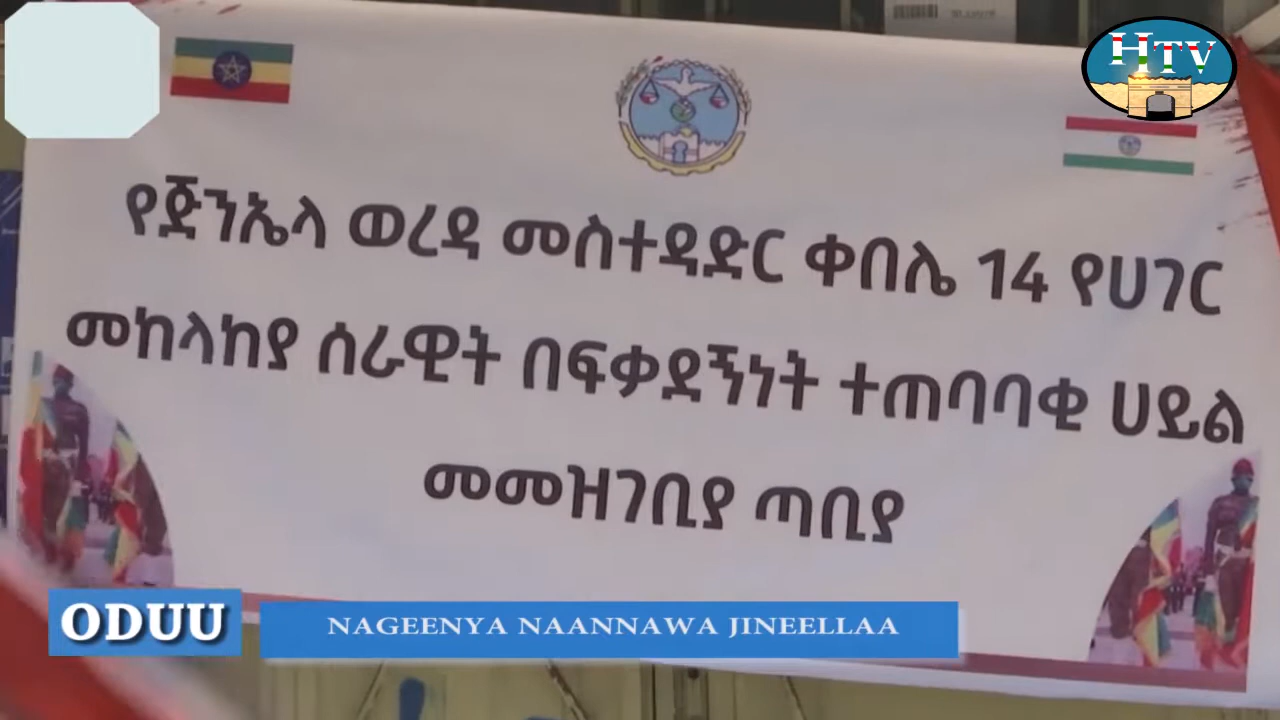 HTV
የጅንኤላ ወረዳ መስተዳድር ቀበሌ 14 የሀገር
መከላከያ ሰራዊት በፍቃደኝነት ተጠባባቂ ሀይል
መመዝገቢያ ጣቢያ
ODUU
NAGEENYA NAANNAWA JINEELLAA